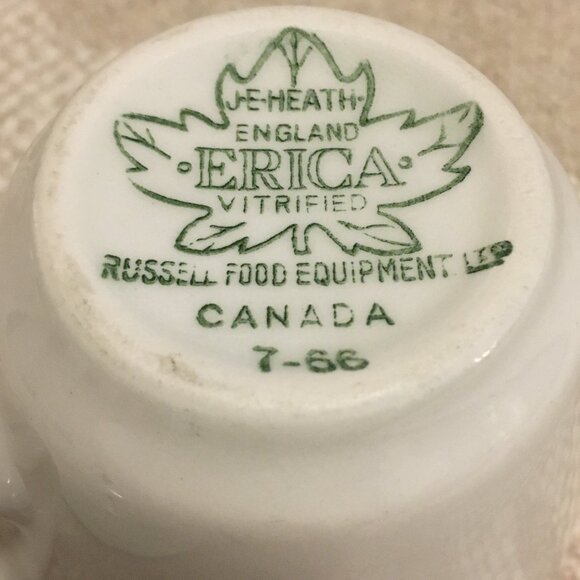 J·E·HEATH·
ENGLAND
·ERICA·
VITRIFIED
RUSSELL FOOD EQUIPMENT LTD
CANADA
7-66